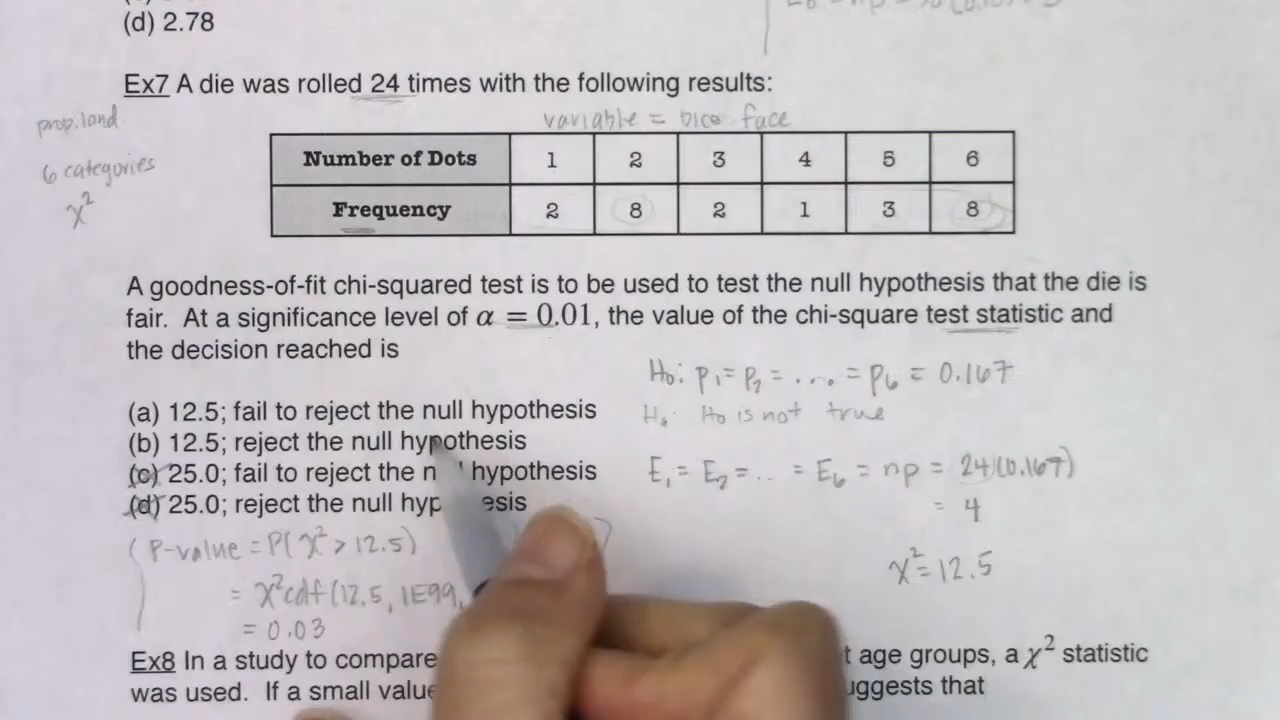 (d) 2.78
Ex7 A die was rolled 24 times with the following results:
prop. land
variable = dice face
6 categories
χ²
Number of Dots 1 2 3 4 5 6
Frequency 2 8 2 1 3 8
A goodness-of-fit chi-squared test is to be used to test the null hypothesis that the die is
fair. At a significance level of α = 0.01, the value of the chi-square test statistic and
the decision reached is
H₀: p₁ = p₂ = .... = p₆ = 0.167
(a) 12.5; fail to reject the null hypothesis
Hₐ: H₀ is not true
(b) 12.5; reject the null hypothesis
(c) 25.0; fail to reject the n hypothesis
E₁ = E₂ = .. = E₆ = np = 24(0.167)
(d) 25.0; reject the null hyp esis
= 4
P-value = P(χ² > 12.5)
χ² = 12.5
= χ²cdf(12.5, 1E99,
= 0.03
Ex8 In a study to compare t age groups, a χ² statistic
was used. If a small value uggests that